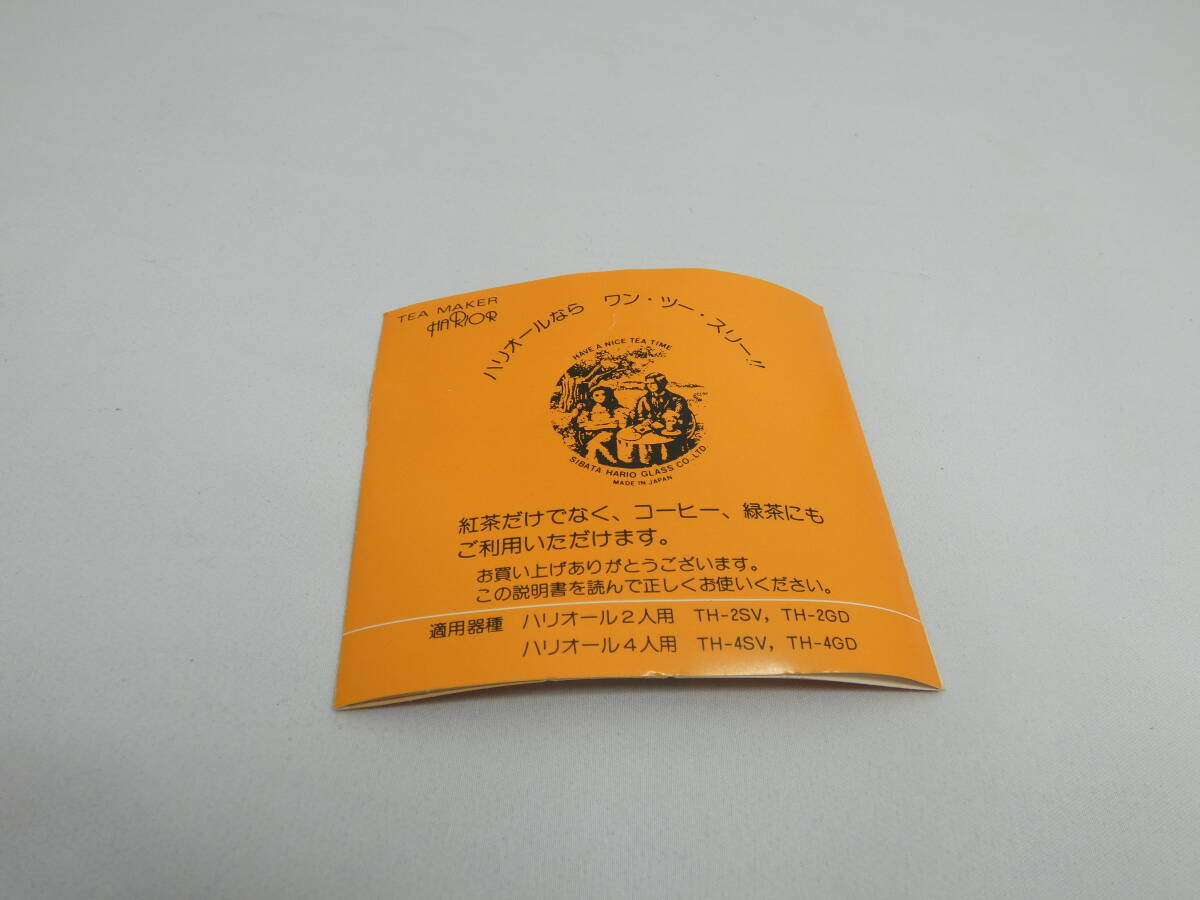 TEA MAKER
HARIOR
ハリオールなら ワン・ツー・スリー!!
HAVE A NICE TEA TIME
SIBATA HARIO GLASS CO.,LTD.
MADE IN JAPAN
紅茶だけでなく、コーヒー、緑茶にも
ご利用いただけます。
お買い上げありがとうございます。
この説明書を読んで正しくお使いください。
適用器種 ハリオール2人用 TH-2SV, TH-2GD
ハリオール4人用 TH-4SV, TH-4GD